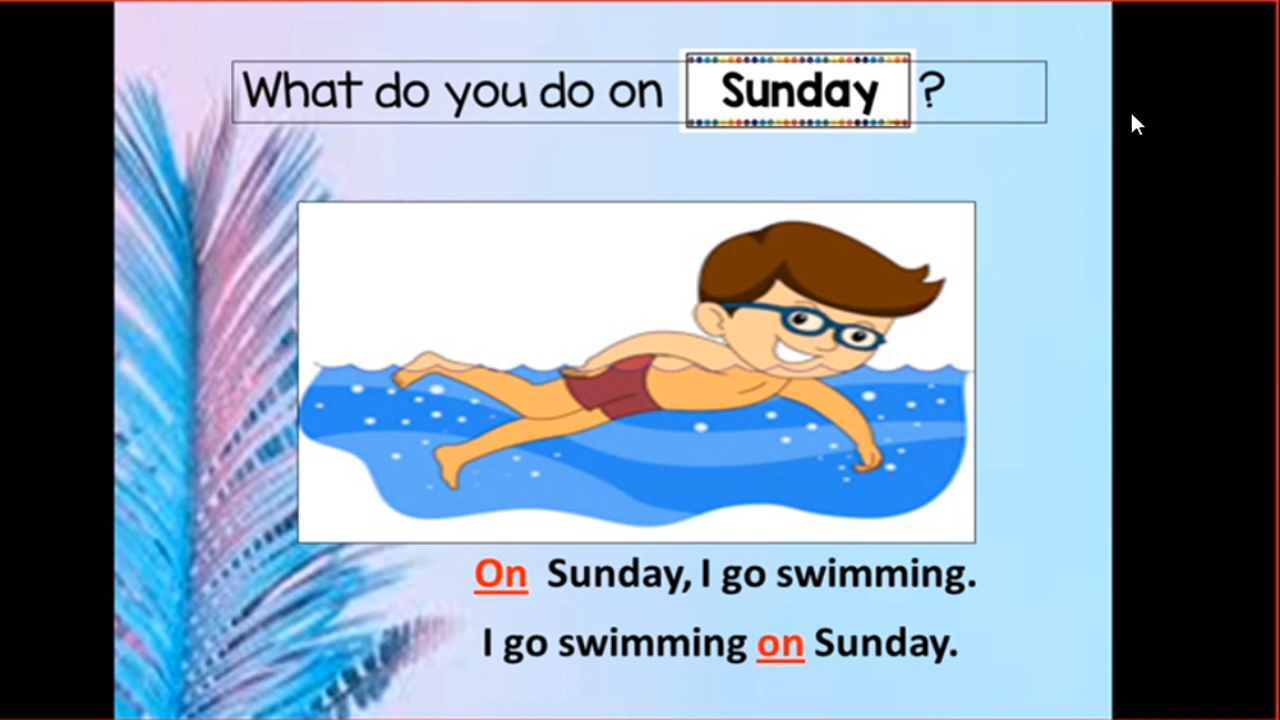 What do you do on Sunday ?
On Sunday, I go swimming.
I go swimming on Sunday.